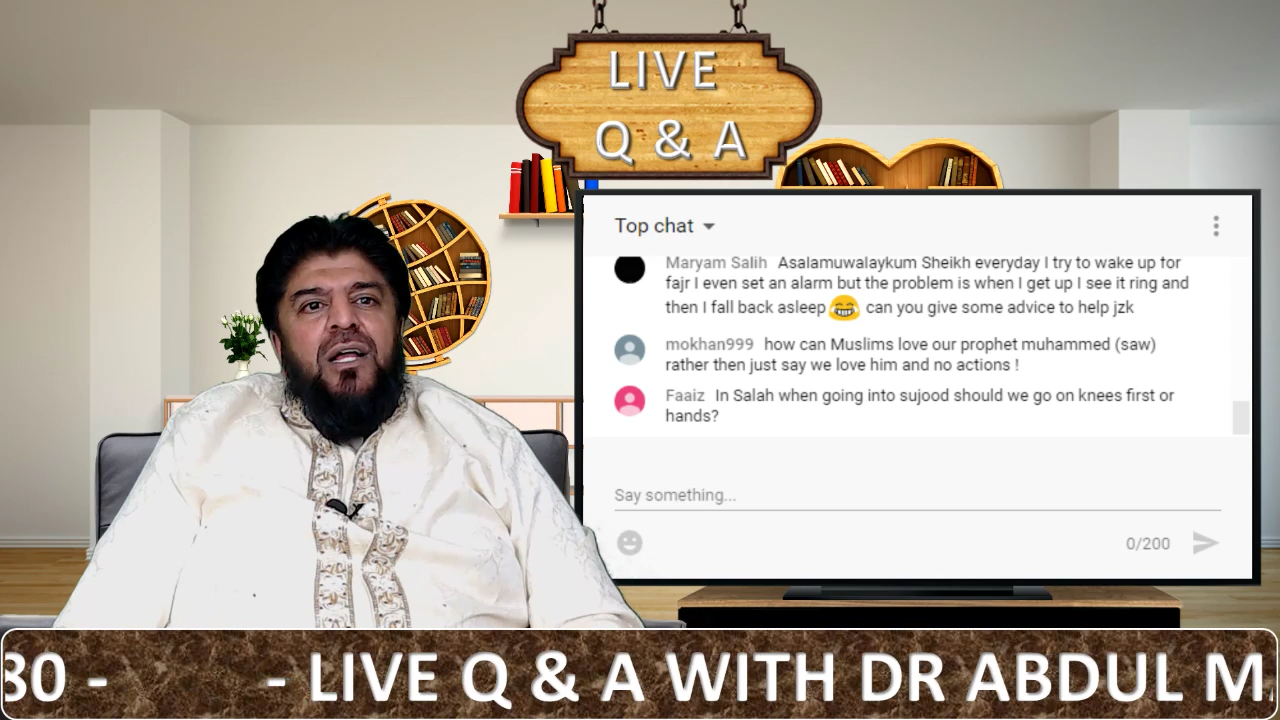 LIVE
Q & A
Top chat
Maryam Salih Asalamuwalaykum Sheikh everyday I try to wake up for
fajr I even set an alarm but the problem is when I get up I see it ring and
then I fall back asleep 😂 can you give some advice to help jzk
mokhan999 how can Muslims love our prophet muhammed (saw)
rather then just say we love him and no actions !
Faaiz In Salah when going into sujood should we go on knees first or
hands?
Say something...
0/200
30 - - LIVE Q & A WITH DR ABDUL M